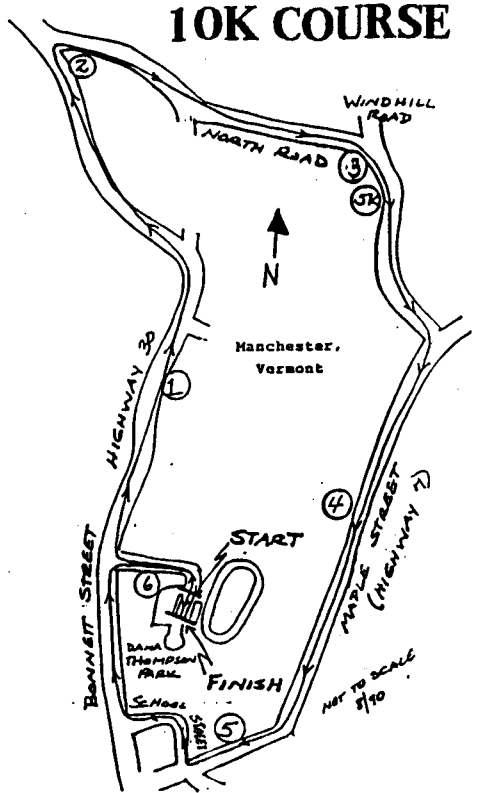 10K COURSE
2
WINDHILL
ROAD
NORTH ROAD
3
5K
N
Manchester,
Vermont
HIGHWAY 30
1
4
MAPLE STREET
(HIGHWAY 7)
START
6
BONNET STREET
DANA
THOMPSON
PARK
FINISH
SCHOOL
5
NOT TO SCALE
8/90